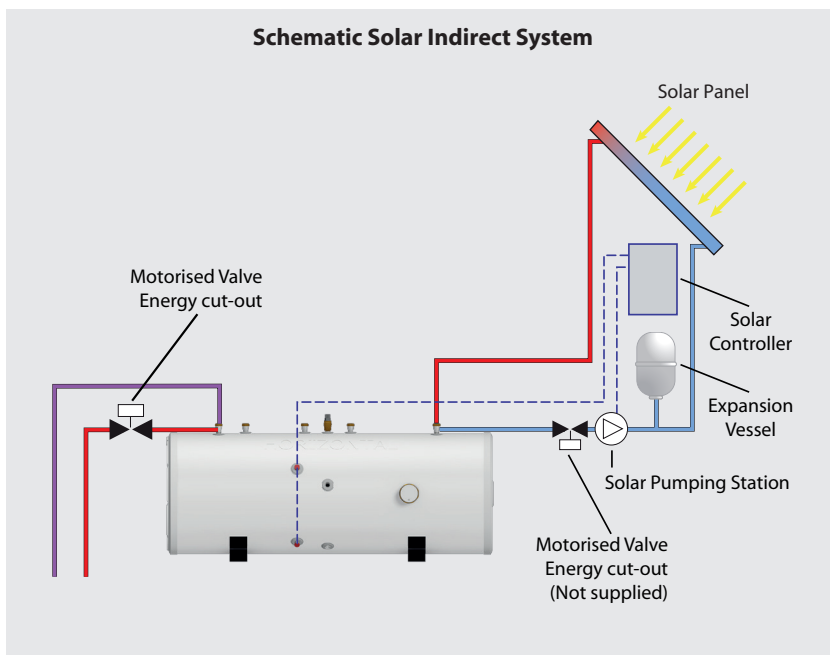 Schematic Solar Indirect System
Solar Panel
Motorised Valve
Energy cut-out
Solar
Controller
Expansion
Vessel
Solar Pumping Station
HORIZONTAL
Motorised Valve
Energy cut-out
(Not supplied)